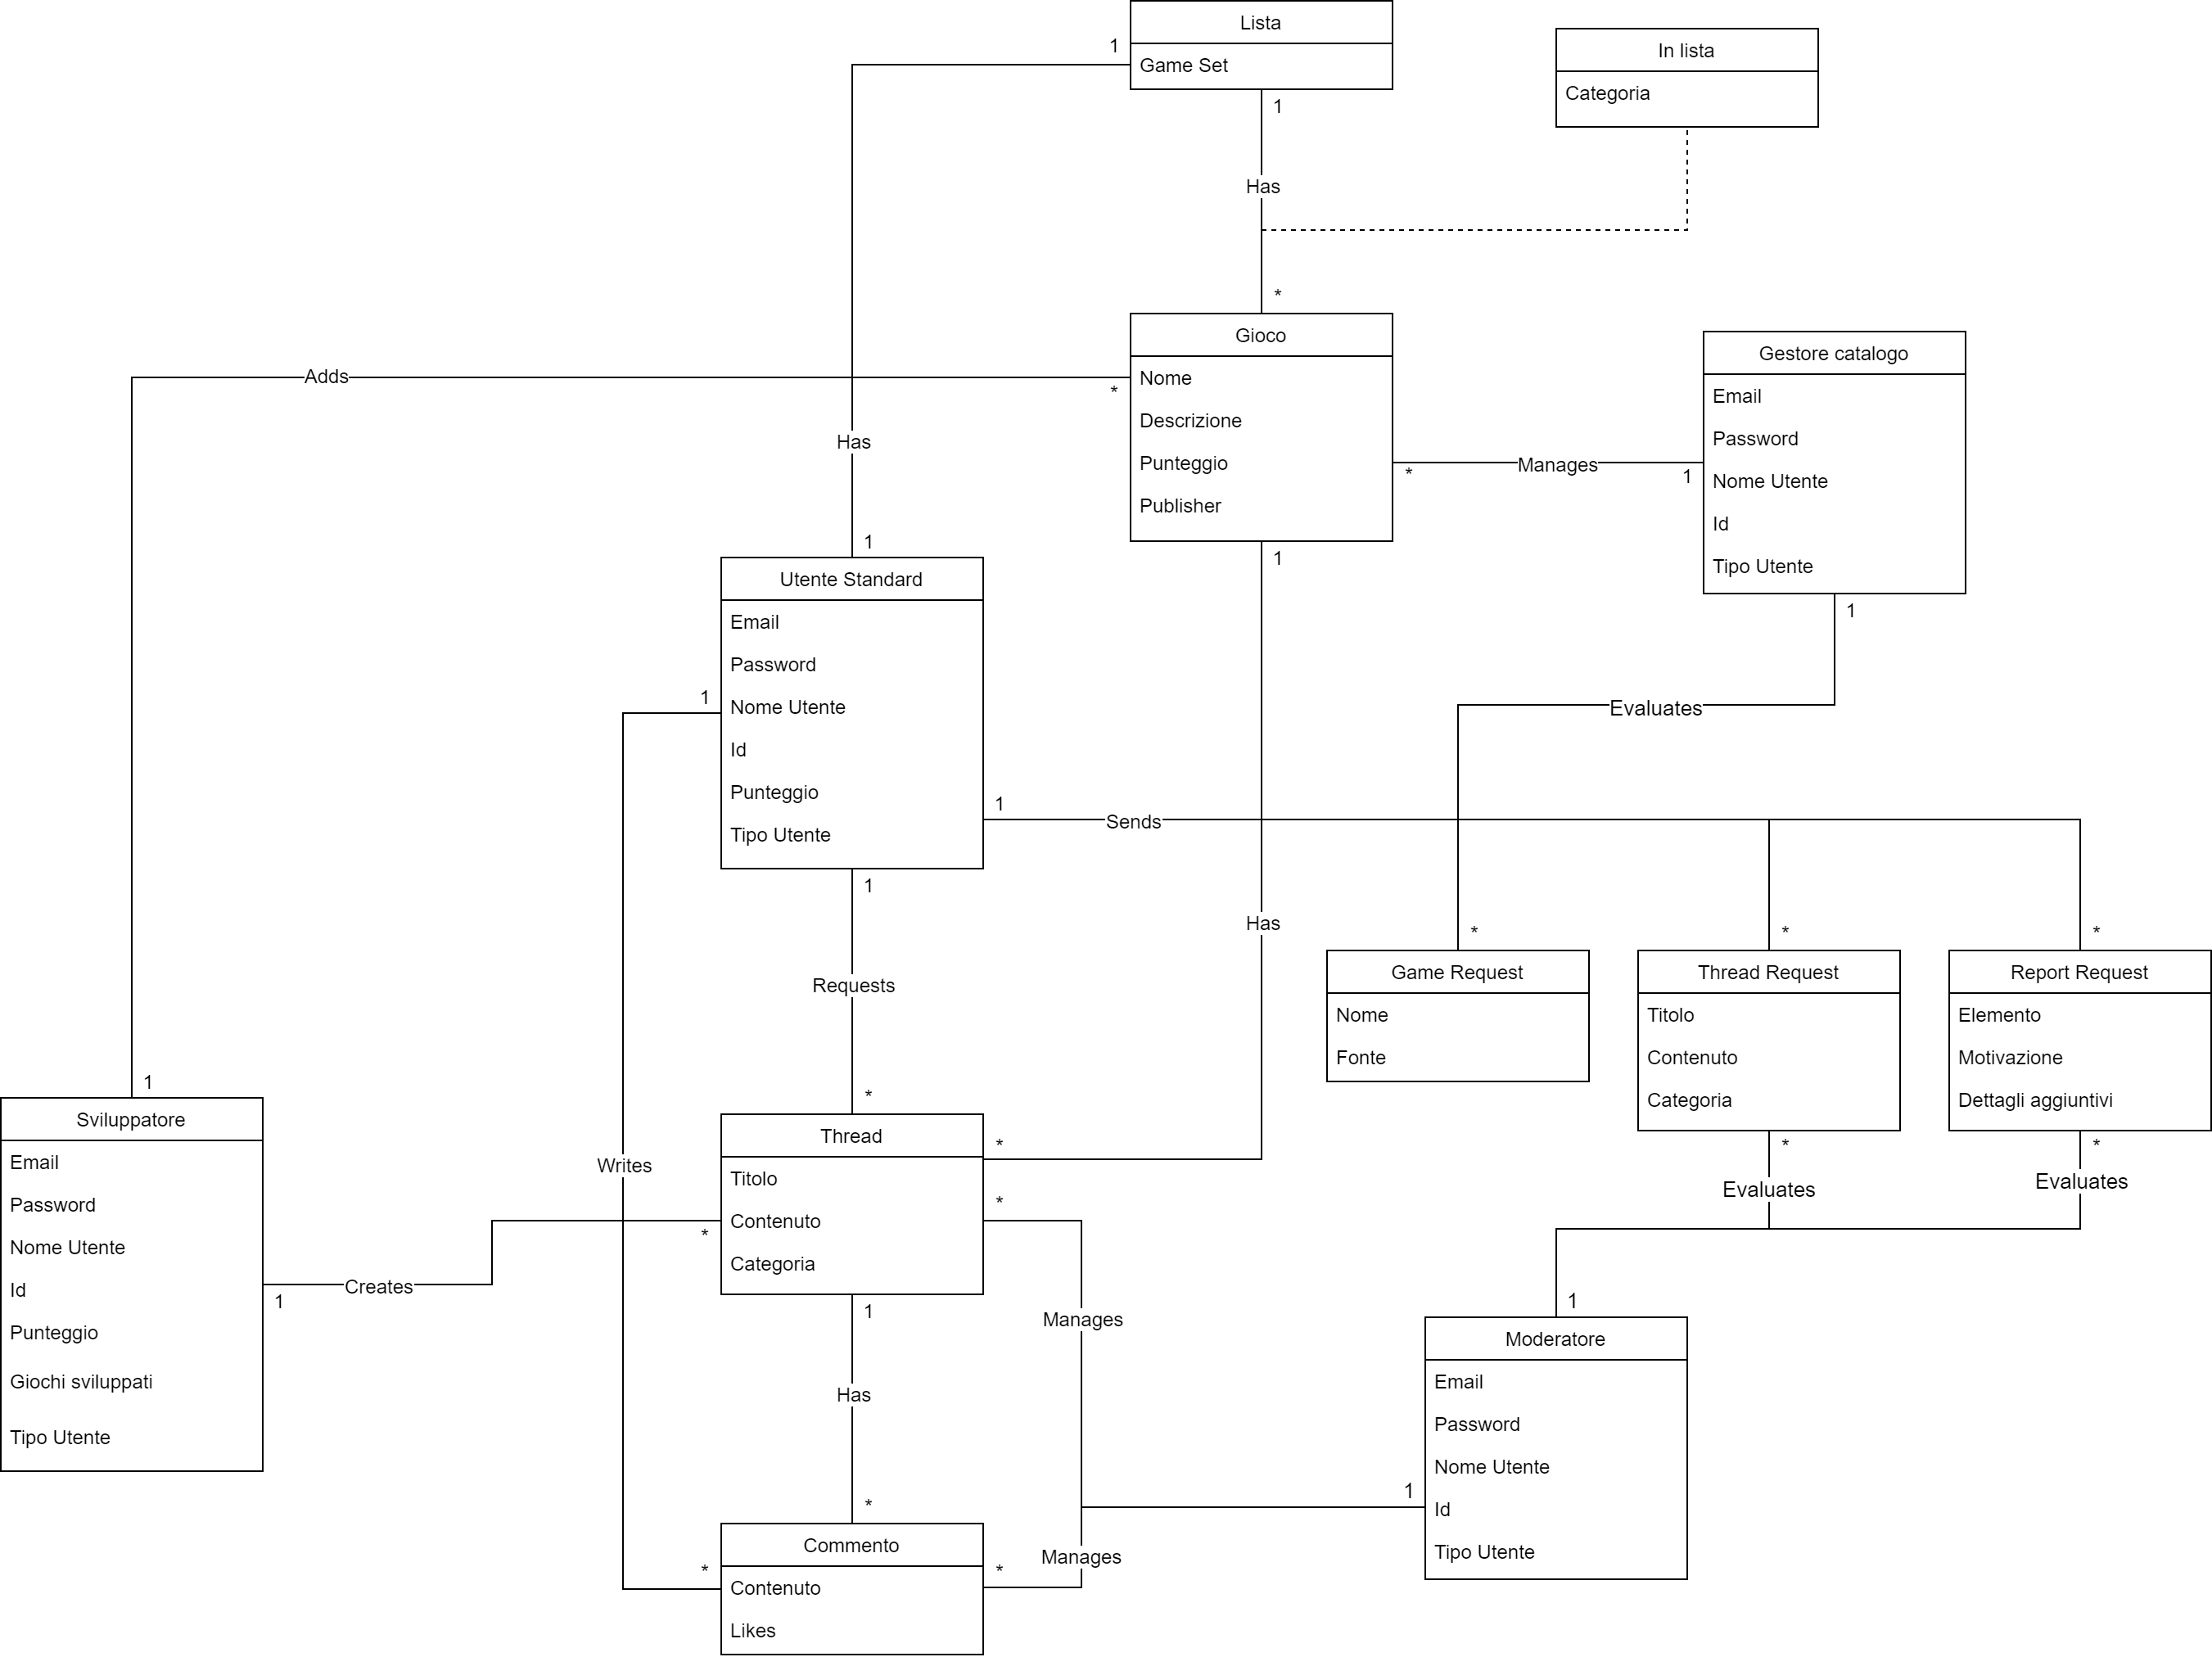 Lista
Game Set
1
1
Has
*
In lista
Categoria
Gioco
Nome
Descrizione
Punteggio
Publisher
Adds
*
Has
1
*
Manages
1
Gestore catalogo
Email
Password
Nome Utente
Id
Tipo Utente
1
1
Evaluates
Utente Standard
Email
Password
Nome Utente
Id
Punteggio
Tipo Utente
1
1
Sends
1
Requests
*
Has
*
*
*
Game Request
Nome
Fonte
Thread Request
Titolo
Contenuto
Categoria
Report Request
Elemento
Motivazione
Dettagli aggiuntivi
*
*
Evaluates
Evaluates
1
1
Sviluppatore
Email
Password
Nome Utente
Id
Punteggio
Giochi sviluppati
Tipo Utente
1
Creates
Writes
*
Thread
Titolo
Contenuto
Categoria
*
*
1
Has
*
Manages
Manages
1
Moderatore
Email
Password
Nome Utente
Id
Tipo Utente
*
*
Commento
Contenuto
Likes